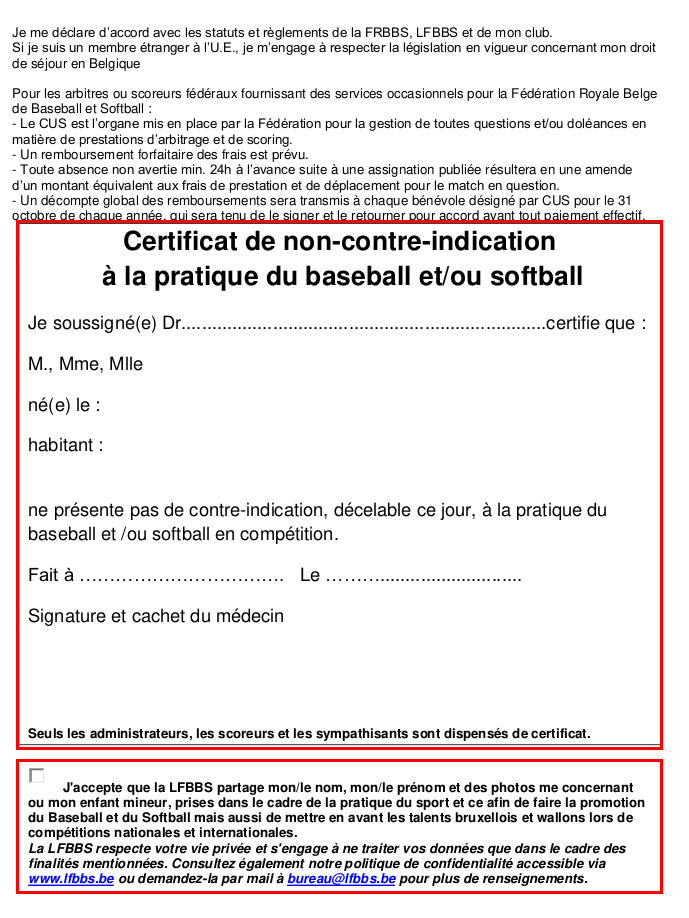 Je me déclare d'accord avec les statuts et règlements de la FRBBS, LFBBS et de mon club.
Si je suis un membre étranger à l'U.E., je m'engage à respecter la législation en vigueur concernant mon droit
de séjour en Belgique
Pour les arbitres ou scoreurs fédéraux fournissant des services occasionnels pour la Fédération Royale Belge
de Baseball et Softball :
- Le CUS est l'organe mis en place par la Fédération pour la gestion de toutes questions et/ou doléances en
matière de prestations d'arbitrage et de scoring.
- Un remboursement forfaitaire des frais est prévu.
- Toute absence non avertie min. 24h à l'avance suite à une assignation publiée résultera en une amende
d'un montant équivalent aux frais de prestation et de déplacement pour le match en question.
- Un décompte global des remboursements sera transmis à chaque bénévole désigné par CUS pour le 31
octobre de chaque année, qui sera tenu de le signer et le retourner pour accord avant tout paiement effectif.
Certificat de non-contre-indication
à la pratique du baseball et/ou softball
Je soussigné(e) Dr......................................................................certifie que :
M., Mme, Mlle
né(e) le :
habitant :
ne présente pas de contre-indication, décelable ce jour, à la pratique du
baseball et /ou softball en compétition.
Fait à ……………………………. Le ………...........................
Signature et cachet du médecin
Seuls les administrateurs, les scoreurs et les sympathisants sont dispensés de certificat.
J'accepte que la LFBBS partage mon/le nom, mon/le prénom et des photos me concernant
ou mon enfant mineur, prises dans le cadre de la pratique du sport et ce afin de faire la promotion
du Baseball et du Softball mais aussi de mettre en avant les talents bruxellois et wallons lors de
compétitions nationales et internationales.
La LFBBS respecte votre vie privée et s'engage à ne traiter vos données que dans le cadre des
finalités mentionnées. Consultez également notre politique de confidentialité accessible via
www.lfbbs.be ou demandez-la par mail à bureau@lfbbs.be pour plus de renseignements.